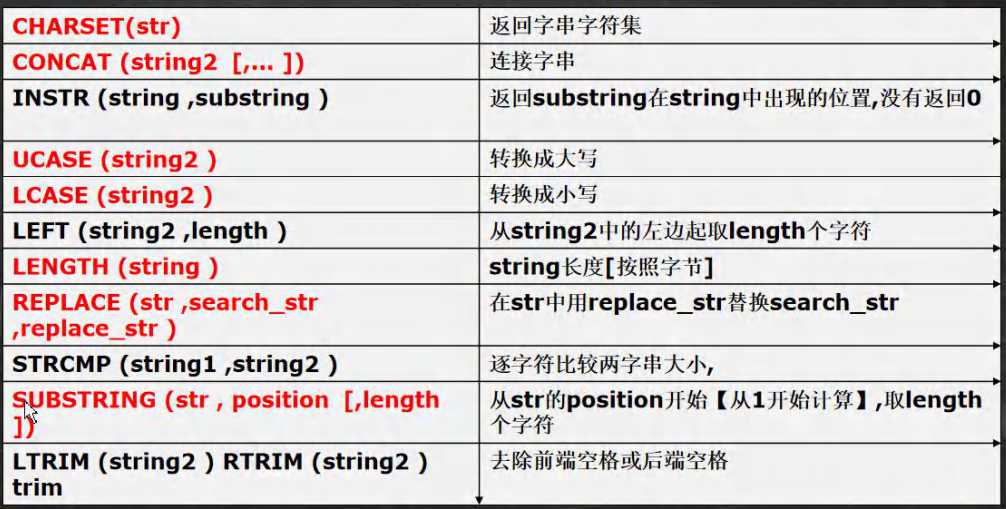 CHARSET(str) 返回字串字符集
CONCAT (string2 [,... ]) 连接字串
INSTR (string ,substring ) 返回substring在string中出现的位置,没有返回0
UCASE (string2 ) 转换成大写
LCASE (string2 ) 转换成小写
LEFT (string2 ,length ) 从string2中的左边起取length个字符
LENGTH (string ) string长度[按照字节]
REPLACE (str ,search_str 在str中用replace_str替换search_str
,replace_str )
STRCMP (string1 ,string2 ) 逐字符比较两字串大小,
SUBSTRING (str , position [,length 从str的position开始【从1开始计算】,取length
]) 个字符
LTRIM (string2 ) RTRIM (string2 ) 去除前端空格或后端空格
trim